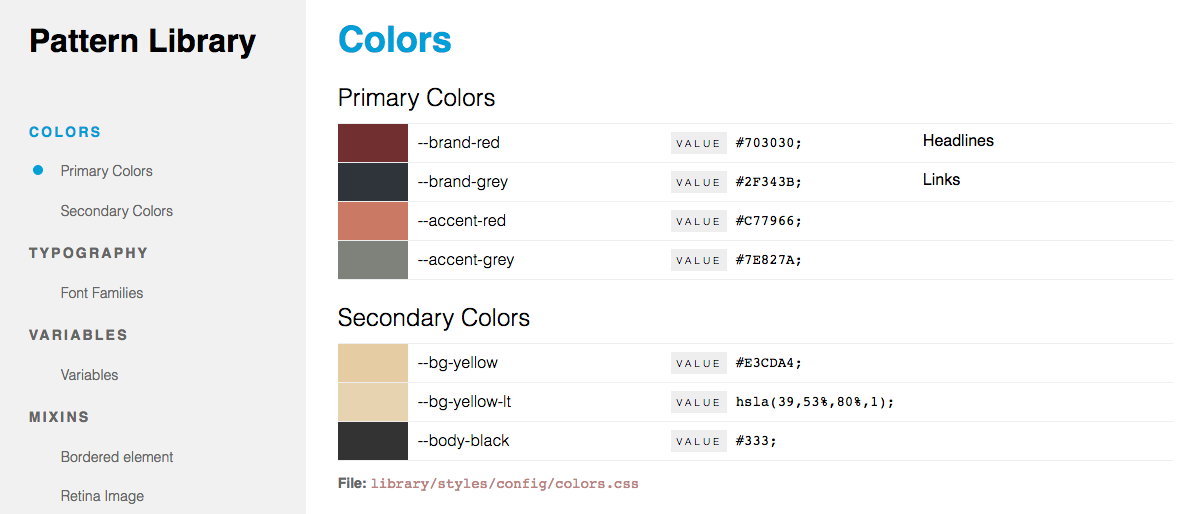 Pattern Library
COLORS
Primary Colors
Secondary Colors
TYPOGRAPHY
Font Families
VARIABLES
Variables
MIXINS
Bordered element
Retina Image
Colors
Primary Colors
--brand-red VALUE #703030; Headlines
--brand-grey VALUE #2F343B; Links
--accent-red VALUE #C77966;
--accent-grey VALUE #7E827A;
Secondary Colors
--bg-yellow VALUE #E3CDA4;
--bg-yellow-lt VALUE hsla(39,53%,80%,1);
--body-black VALUE #333;
File: library/styles/config/colors.css